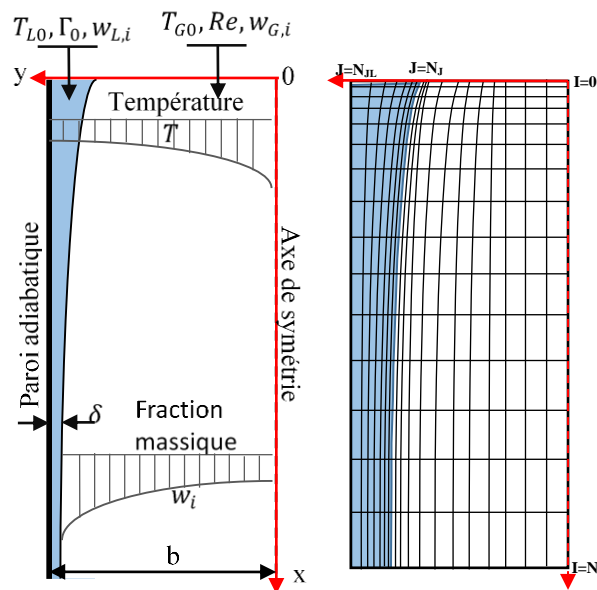 T_{L0}, Γ_0, w_{L,i}
T_{G0}, Re, w_{G,i}
y
0
Température
T
Paroi adiabatique
Axe de symétrie
δ
Fraction
massique
w_i
b
x
J=N_{JL}
J=N_J
I=0
I=N